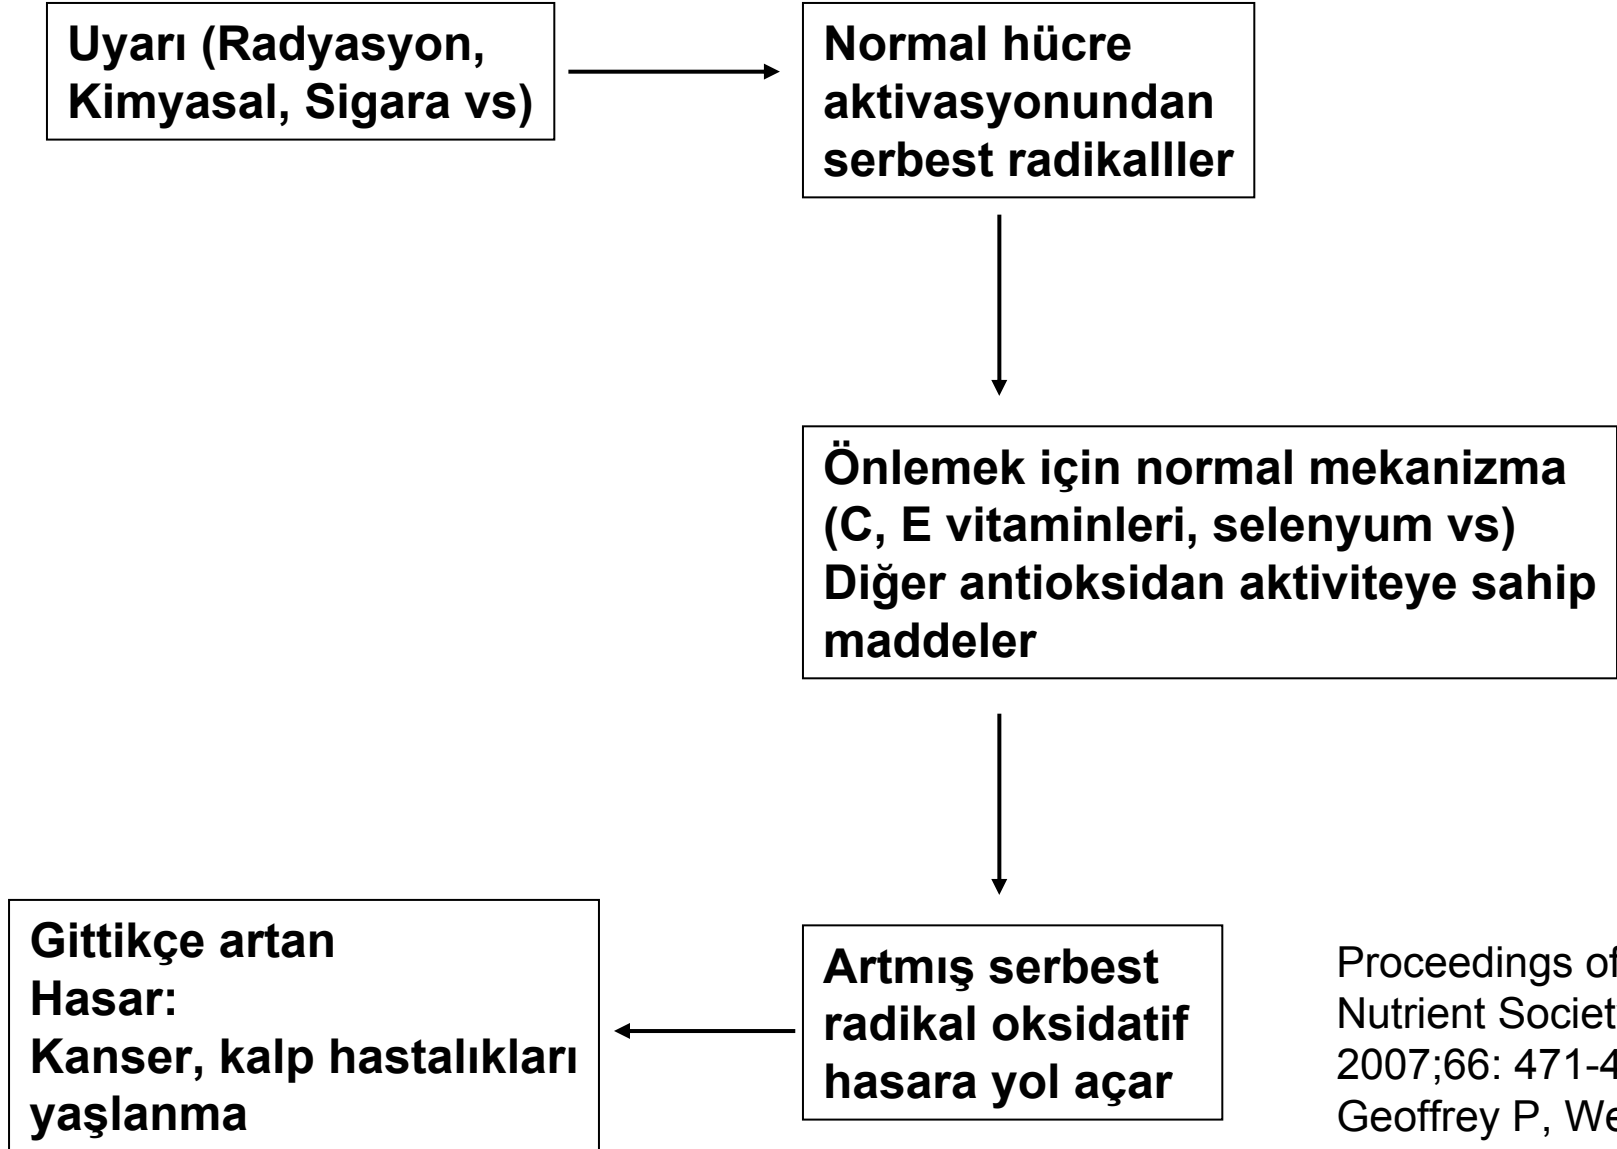 Uyarı (Radyasyon,
Kimyasal, Sigara vs)
Normal hücre
aktivasyonundan
serbest radikalller
Önlemek için normal mekanizma
(C, E vitaminleri, selenyum vs)
Diğer antioksidan aktiviteye sahip
maddeler
Artmış serbest
radikal oksidatif
hasara yol açar
Gittikçe artan
Hasar:
Kanser, kalp hastalıkları
yaşlanma
Proceedings of
Nutrient Societ
2007;66: 471-4
Geoffrey P, We